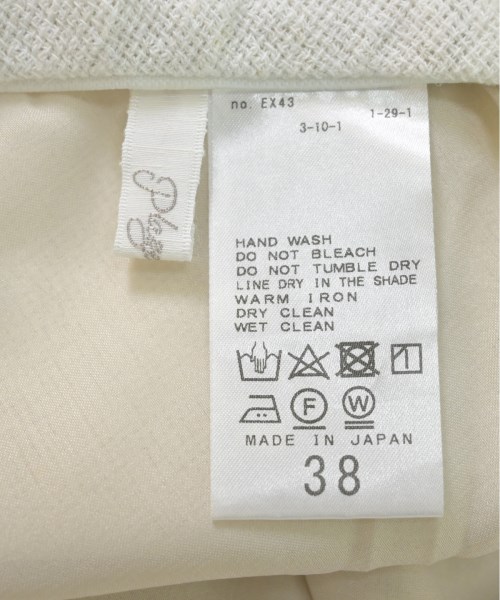 no. EX43
1-29-1
3-10-1
HAND WASH
DO NOT BLEACH
DO NOT TUMBLE DRY
LINE DRY IN THE SHADE
WARM IRON
DRY CLEAN
WET CLEAN
F W
MADE IN JAPAN
38